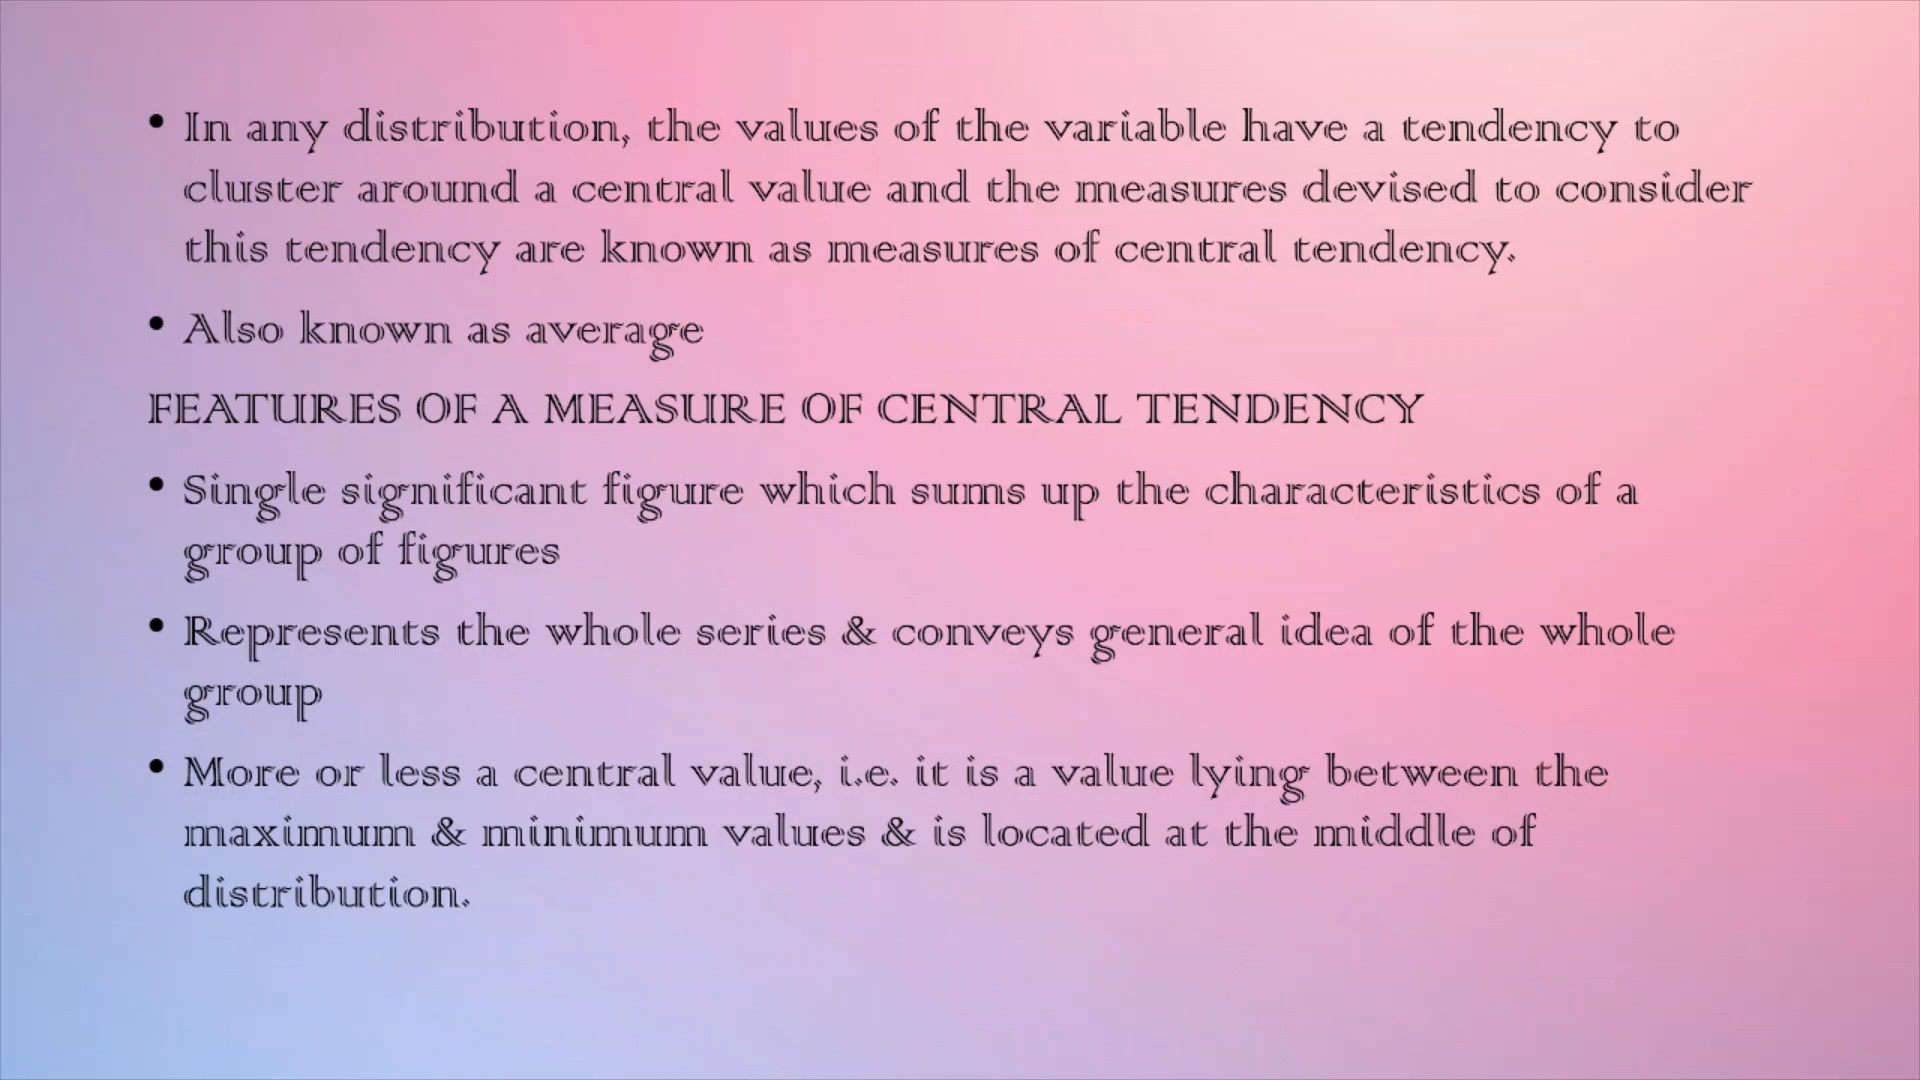 • In any distribution, the values of the variable have a tendency to
cluster around a central value and the measures devised to consider
this tendency are known as measures of central tendency.
• Also known as average
FEATURES OF A MEASURE OF CENTRAL TENDENCY
• Single significant figure which sums up the characteristics of a
group of figures
• Represents the whole series & conveys general idea of the whole
group
• More or less a central value, i.e. it is a value lying between the
maximum & minimum values & is located at the middle of
distribution.